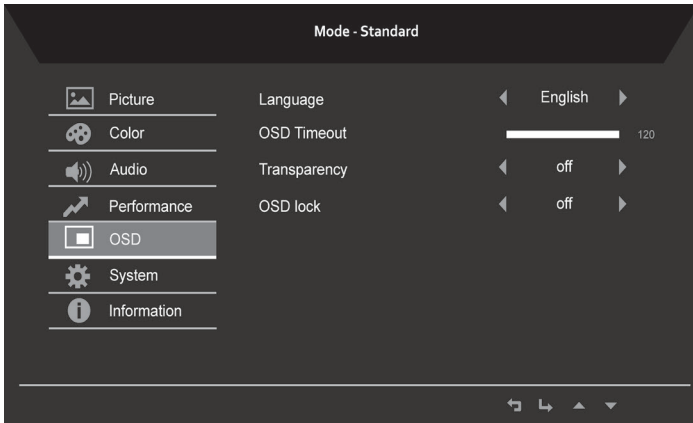 Mode - Standard
Picture
Language
English
Color
OSD Timeout
120
Audio
Transparency
off
Performance
OSD lock
off
OSD
System
Information